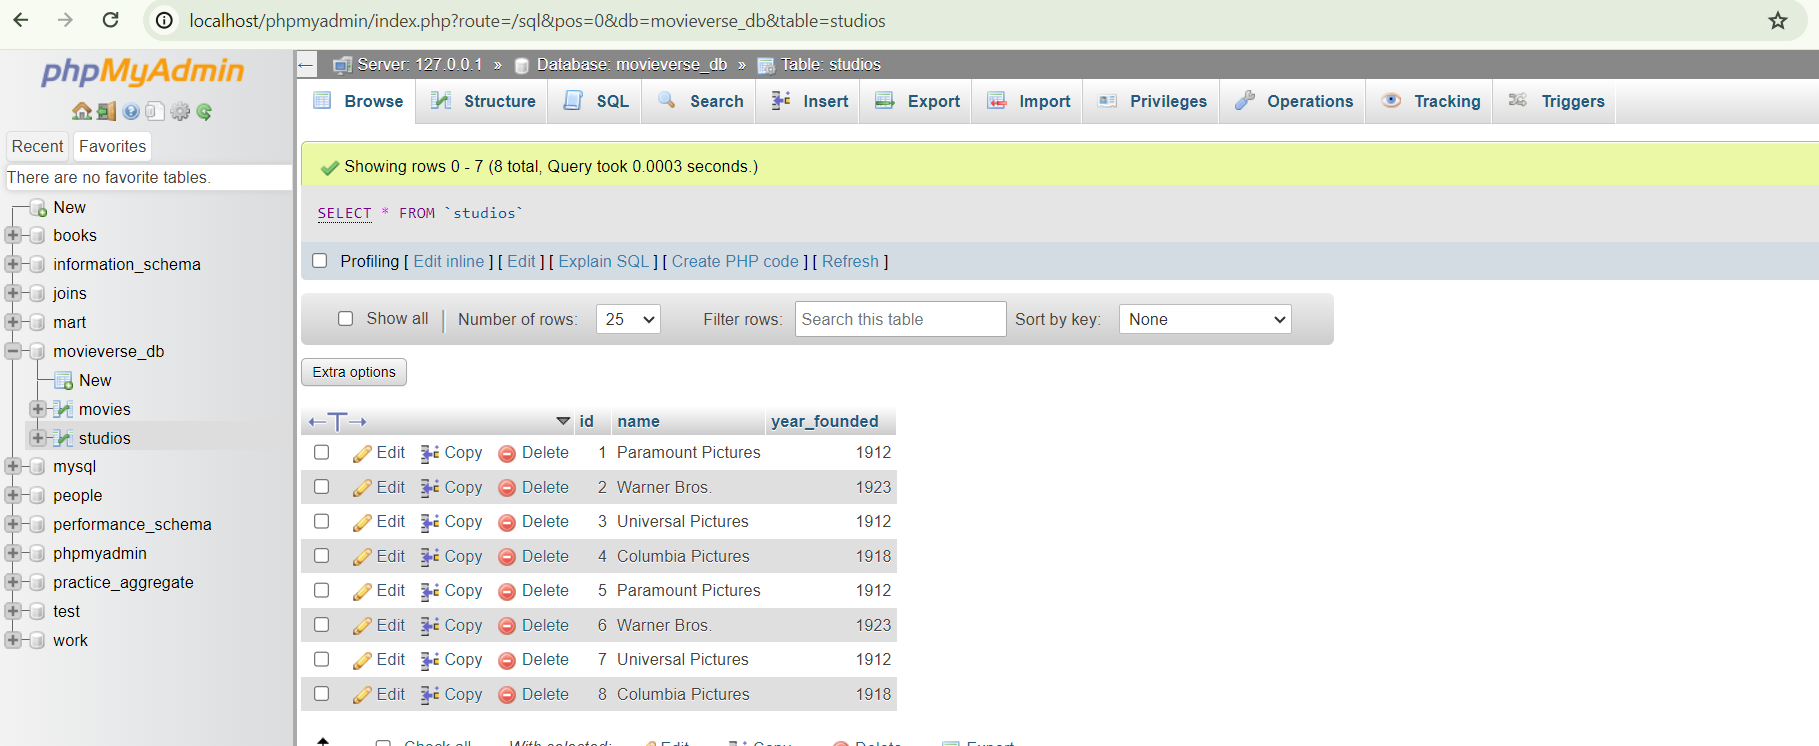 localhost/phpmyadmin/index.php?route=/sql&pos=0&db=movieverse_db&table=studios
phpMyAdmin
Recent Favorites
There are no favorite tables.
New
books
information_schema
joins
mart
movieverse_db
New
movies
studios
mysql
people
performance_schema
phpmyadmin
practice_aggregate
test
work
Server: 127.0.0.1 » Database: movieverse_db » Table: studios
Browse Structure SQL Search Insert Export Import Privileges Operations Tracking Triggers
Showing rows 0 - 7 (8 total, Query took 0.0003 seconds.)
SELECT * FROM `studios`
Profiling [ Edit inline ] [ Edit ] [ Explain SQL ] [ Create PHP code ] [ Refresh ]
Show all | Number of rows: 25 Filter rows: Search this table Sort by key: None
Extra options
←T→ id name year_founded
Edit Copy Delete 1 Paramount Pictures 1912
Edit Copy Delete 2 Warner Bros. 1923
Edit Copy Delete 3 Universal Pictures 1912
Edit Copy Delete 4 Columbia Pictures 1918
Edit Copy Delete 5 Paramount Pictures 1912
Edit Copy Delete 6 Warner Bros. 1923
Edit Copy Delete 7 Universal Pictures 1912
Edit Copy Delete 8 Columbia Pictures 1918
Check all With selected: Edit Copy Delete Export